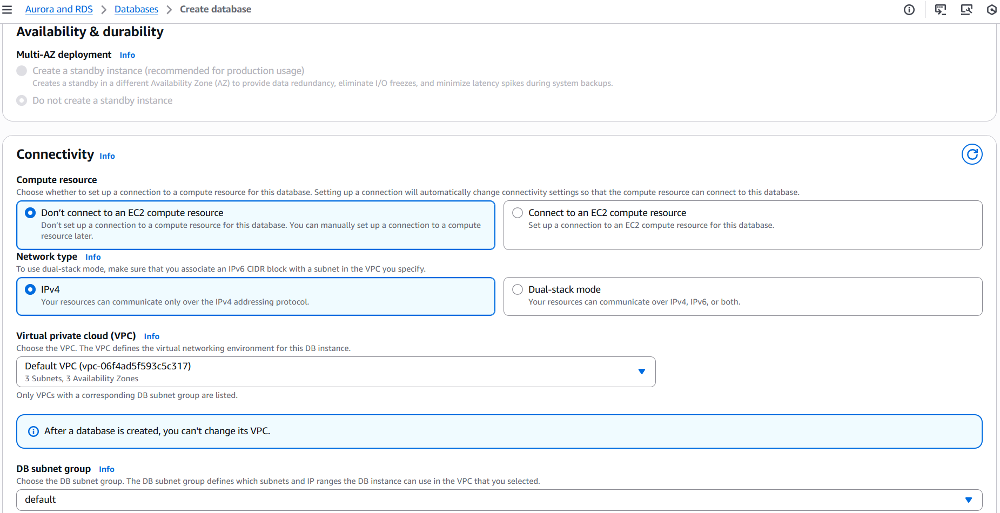 Aurora and RDS > Databases > Create database
Availability & durability
Multi-AZ deployment Info
Create a standby instance (recommended for production usage)
Creates a standby in a different Availability Zone (AZ) to provide data redundancy, eliminate I/O freezes, and minimize latency spikes during system backups.
Do not create a standby instance
Connectivity Info
Compute resource
Choose whether to set up a connection to a compute resource for this database. Setting up a connection will automatically change connectivity settings so that the compute resource can connect to this database.
Don’t connect to an EC2 compute resource
Don’t set up a connection to a compute resource for this database. You can manually set up a connection to a compute
resource later.
Connect to an EC2 compute resource
Set up a connection to an EC2 compute resource for this database.
Network type Info
To use dual-stack mode, make sure that you associate an IPv6 CIDR block with a subnet in the VPC you specify.
IPv4
Your resources can communicate only over the IPv4 addressing protocol.
Dual-stack mode
Your resources can communicate over IPv4, IPv6, or both.
Virtual private cloud (VPC) Info
Choose the VPC. The VPC defines the virtual networking environment for this DB instance.
Default VPC (vpc-06f4ad5f593c5c317)
3 Subnets, 3 Availability Zones
Only VPCs with a corresponding DB subnet group are listed.
After a database is created, you can't change its VPC.
DB subnet group Info
Choose the DB subnet group. The DB subnet group defines which subnets and IP ranges the DB instance can use in the VPC that you selected.
default